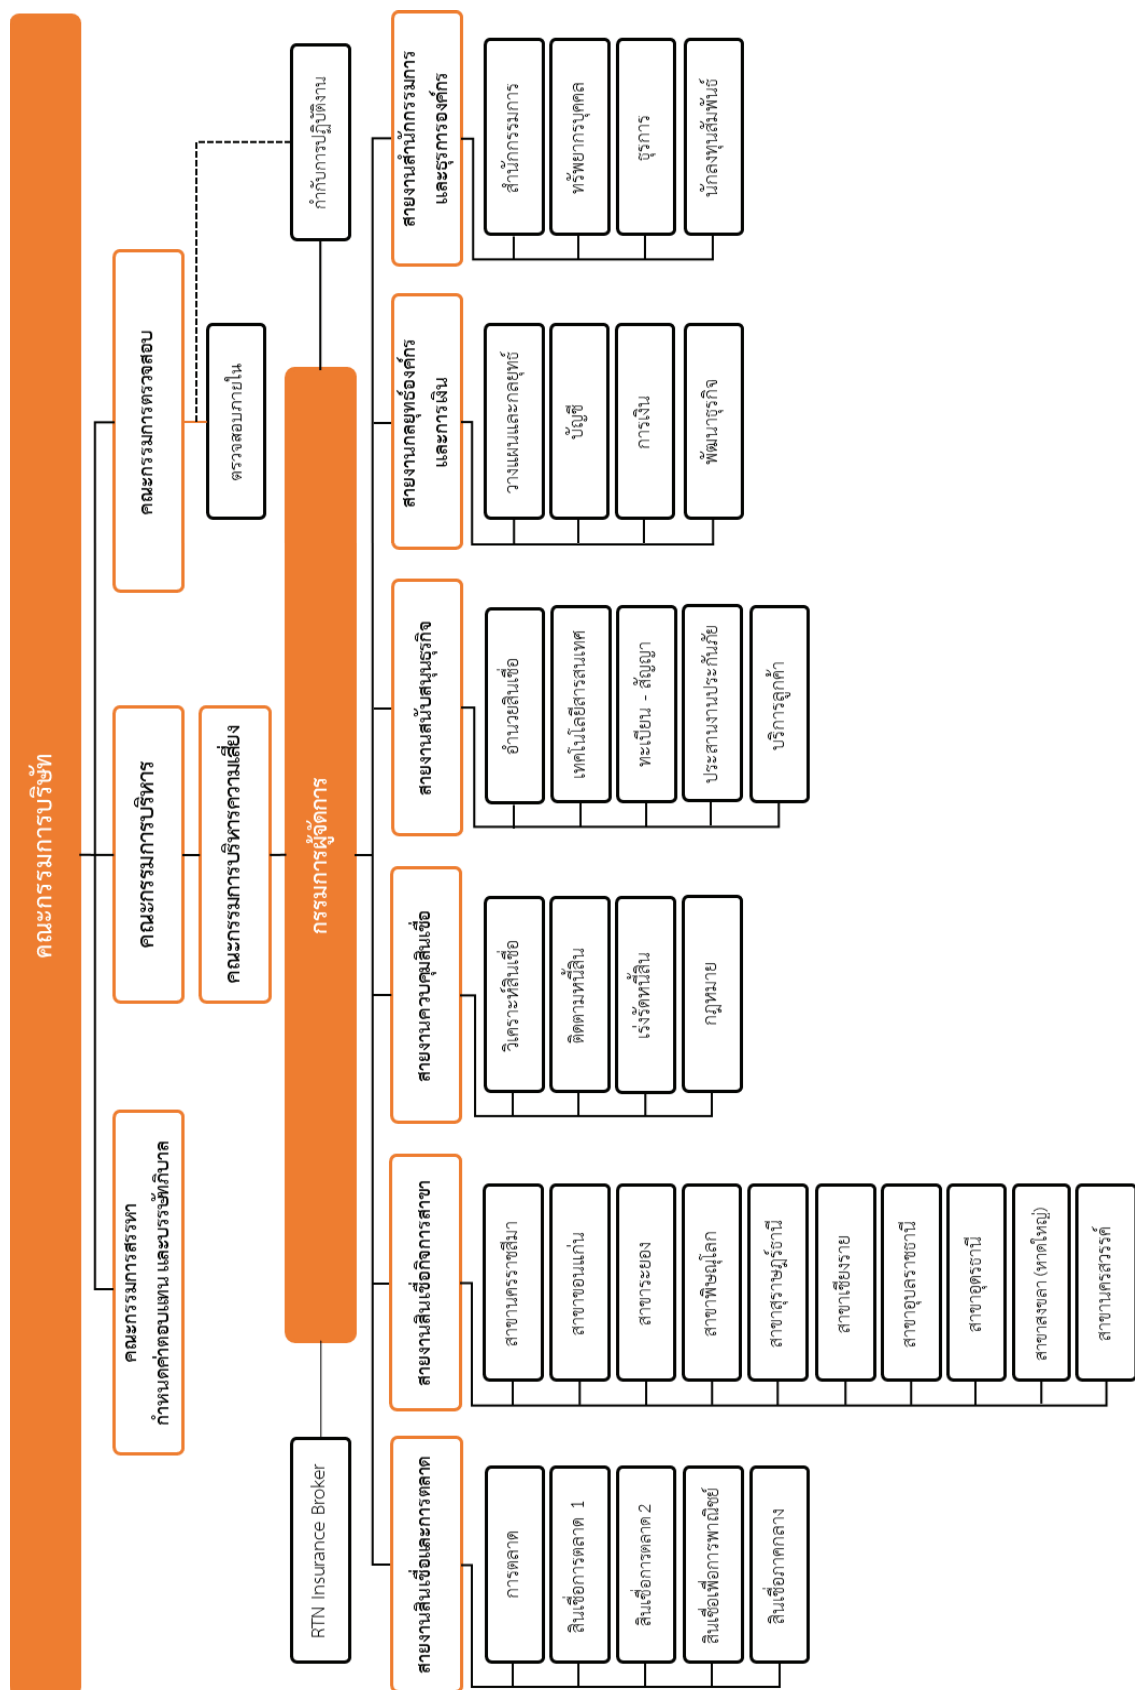 คณะกรรมการบริษัท
คณะกรรมการสรรหา
กำหนดค่าตอบแทน และบรรษัทภิบาล
คณะกรรมการบริหาร
คณะกรรมการตรวจสอบ
คณะกรรมการบริหารความเสี่ยง
ตรวจสอบภายใน
RTN Insurance Broker
กรรมการผู้จัดการ
กำกับการปฏิบัติงาน
สายงานสินเชื่อและการตลาด
การตลาด
สินเชื่อการตลาด 1
สินเชื่อการตลาด 2
สินเชื่อเพื่อการพาณิชย์
สินเชื่อภาคกลาง
สายงานสินเชื่อกิจการสาขา
สาขานครราชสีมา
สาขาขอนแก่น
สาขาระยอง
สาขาพิษณุโลก
สาขาสุราษฎร์ธานี
สาขาเชียงราย
สาขาอุบลราชธานี
สาขาอุดรธานี
สาขาสงขลา (หาดใหญ่)
สาขานครสวรรค์
สายงานควบคุมสินเชื่อ
วิเคราะห์สินเชื่อ
ติดตามหนี้สิน
เร่งรัดหนี้สิน
กฎหมาย
สายงานสนับสนุนธุรกิจ
อำนวยสินเชื่อ
เทคโนโลยีสารสนเทศ
ทะเบียน - สัญญา
ประสานงานประกันภัย
บริการลูกค้า
สายงานกลยุทธ์องค์กร
และการเงิน
วางแผนและกลยุทธ์
บัญชี
การเงิน
พัฒนาธุรกิจ
สายงานสำนักกรรมการ
และธุรการองค์กร
สำนักกรรมการ
ทรัพยากรบุคคล
ธุรการ
นักลงทุนสัมพันธ์